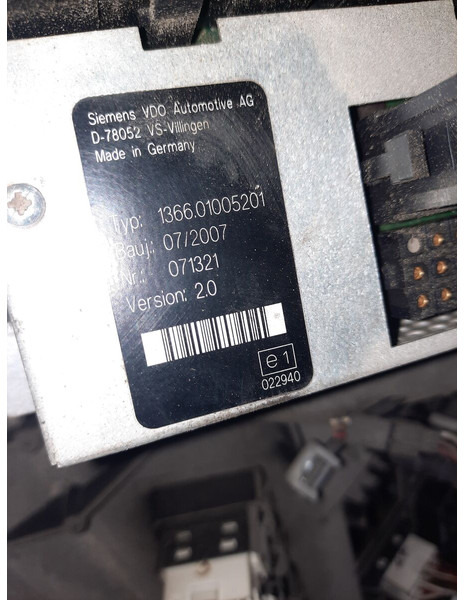 Siemens VDO Automotive AG
D-78052 VS-Villingen
Made in Germany
Typ: 1366.01005201
Bauj.: 07/2007
Nr.: 071321
Version: 2.0
e1
022940